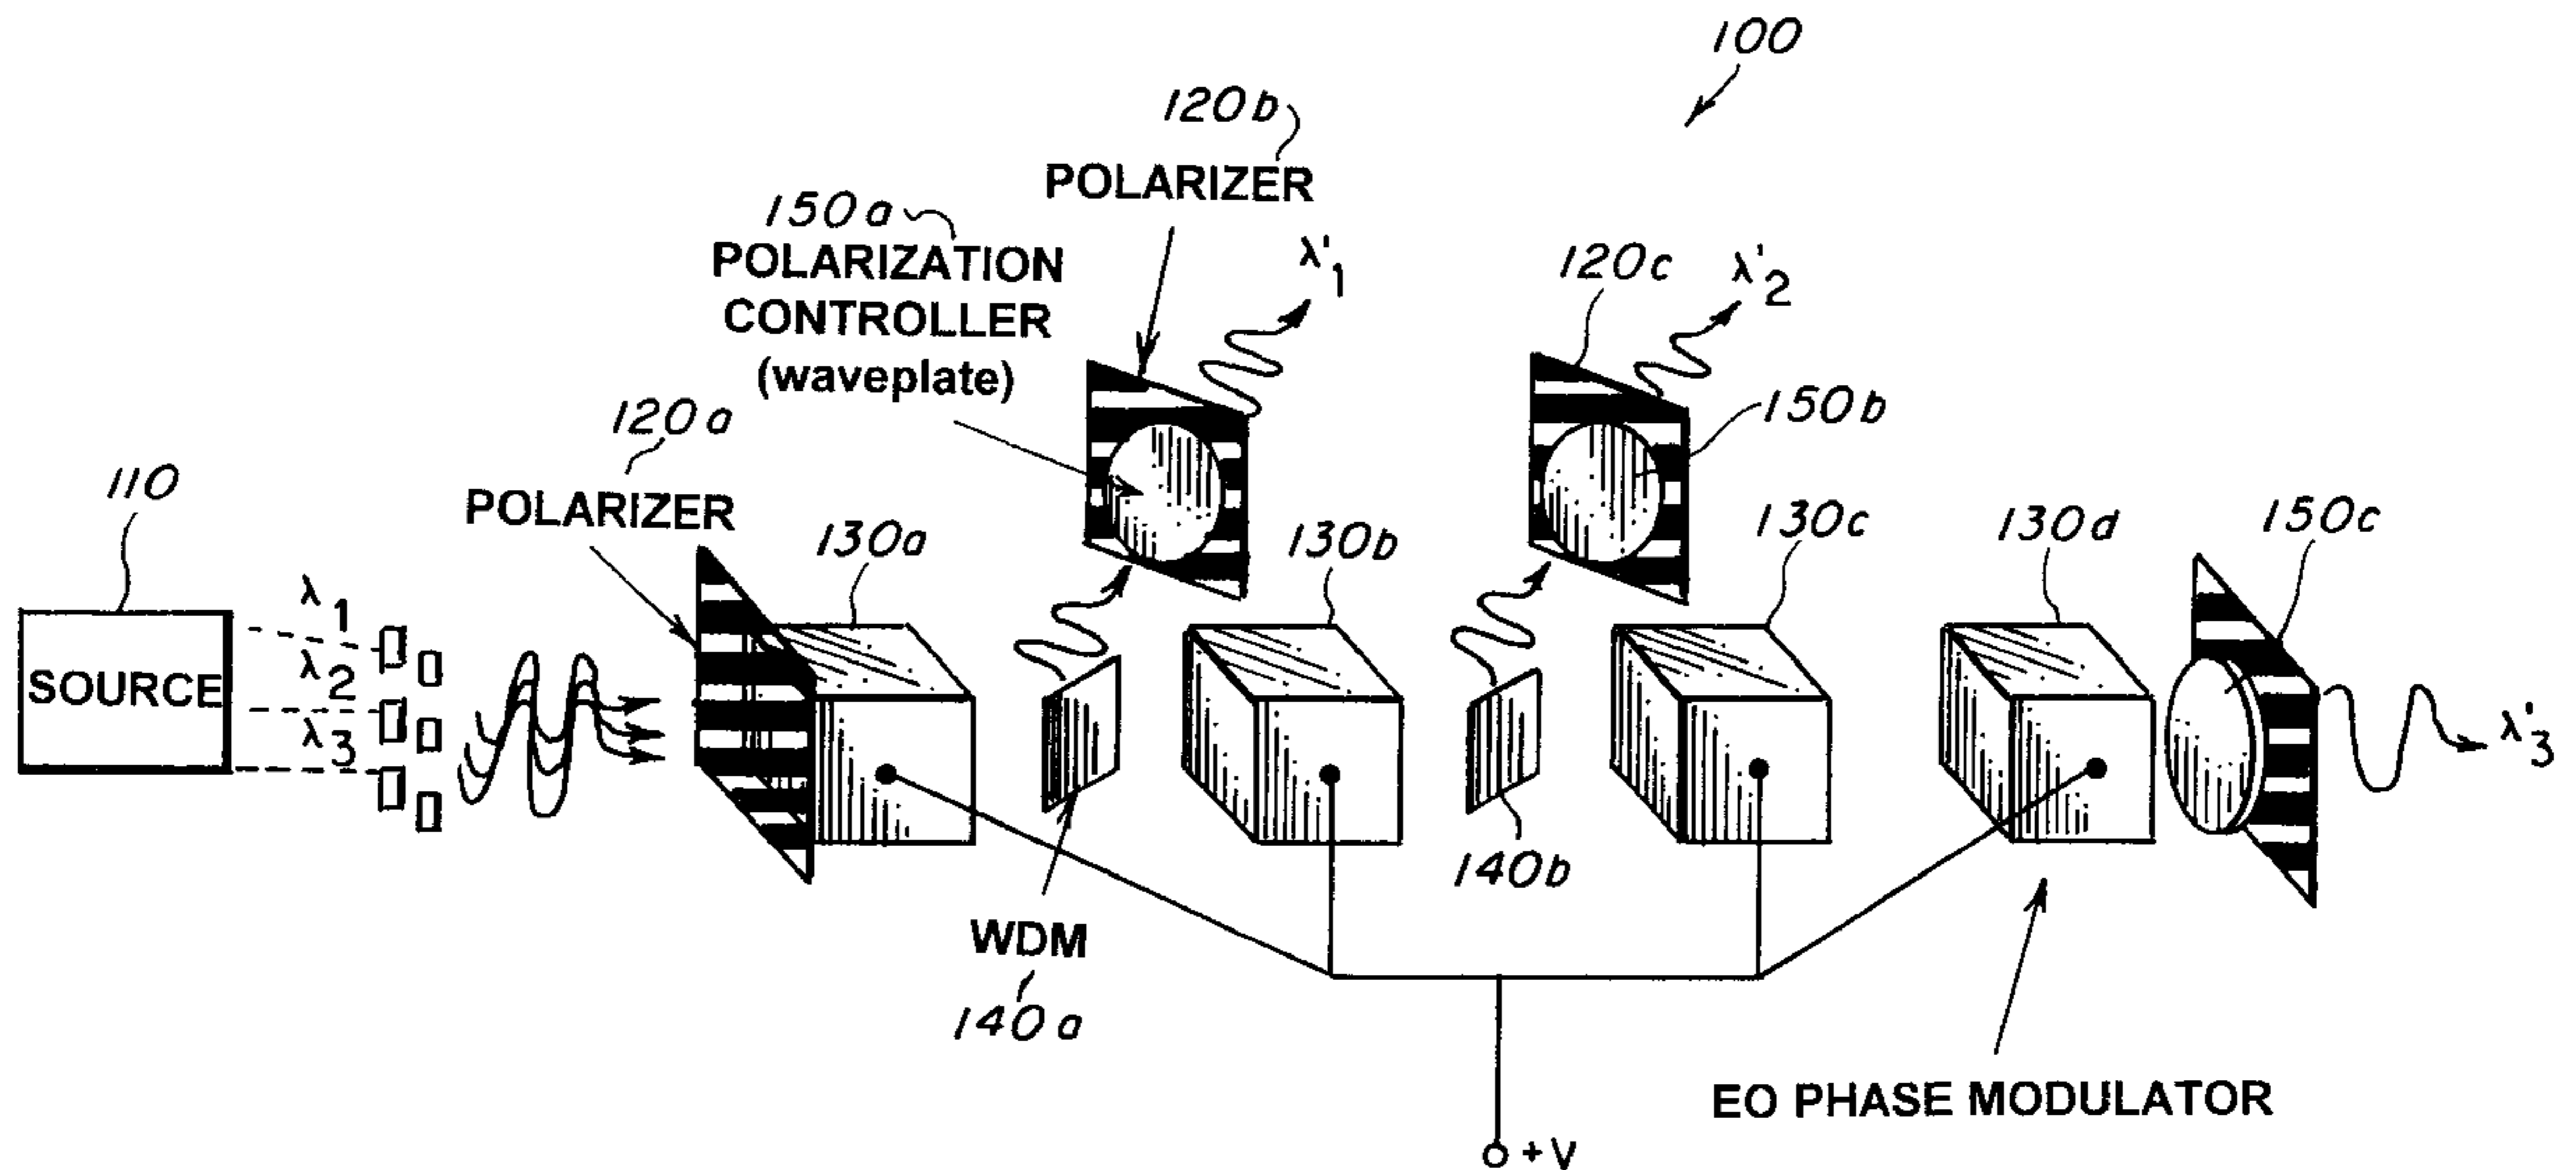 100
120b
POLARIZER
150a
POLARIZATION
CONTROLLER
(waveplate)
λ'1
120c
λ'2
150b
120a
POLARIZER
110
SOURCE
λ1
λ2
λ3
130a
130b
130c
130d
150c
λ'3
140b
WDM
140a
EO PHASE MODULATOR
+V